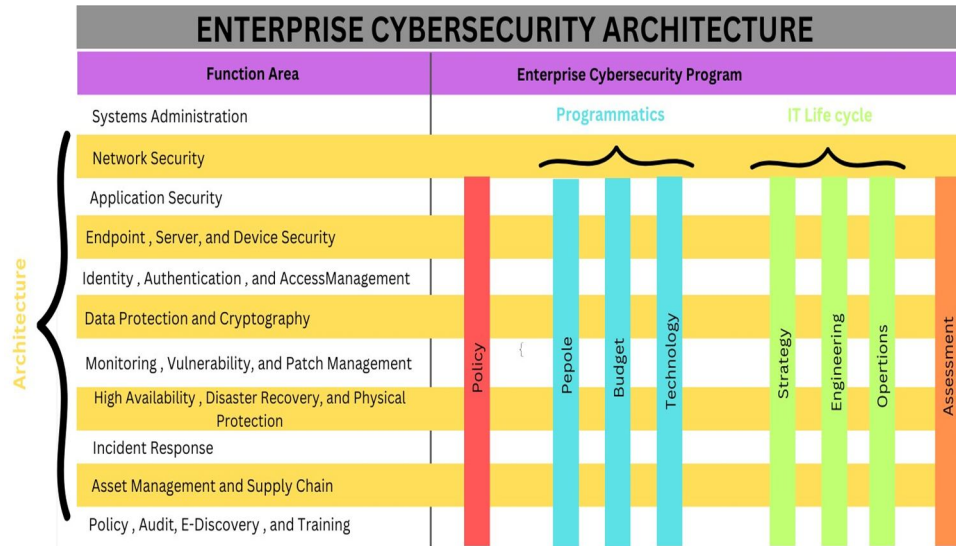 ENTERPRISE CYBERSECURITY ARCHITECTURE
Function Area
Enterprise Cybersecurity Program
Systems Administration
Programmatics
IT Life cycle
Network Security
Application Security
Endpoint , Server, and Device Security
Identity , Authentication , and AccessManagement
Data Protection and Cryptography
Monitoring , Vulnerability, and Patch Management
High Availability , Disaster Recovery, and Physical
Protection
Incident Response
Asset Management and Supply Chain
Policy , Audit, E-Discovery , and Training
Architecture
Policy
{
Pepole
Budget
Technology
Strategy
Engineering
Opertions
Assessment